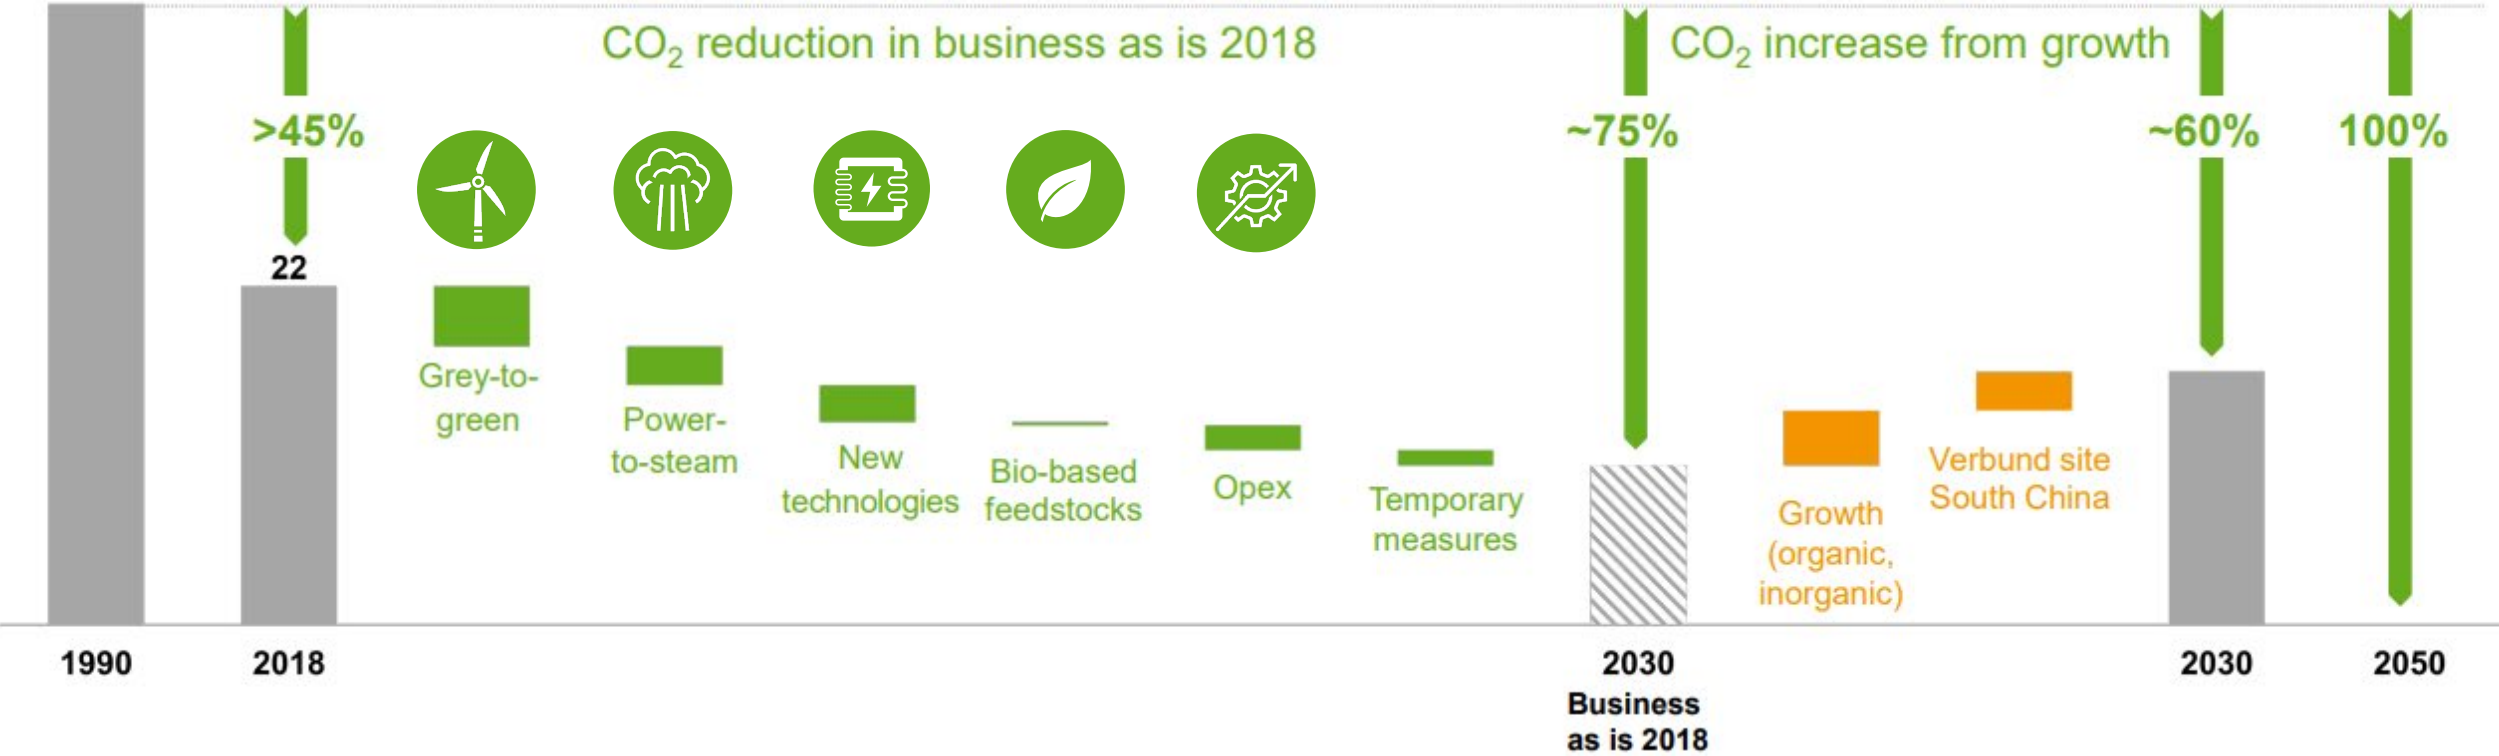 CO₂ reduction in business as is 2018
CO₂ increase from growth
>45%
~75%
~60%
100%
22
Grey-to-
green
Power-
to-steam
New
technologies
Bio-based
feedstocks
Opex
Temporary
measures
Growth
(organic,
inorganic)
Verbund site
South China
1990
2018
2030
Business
as is 2018
2030
2050